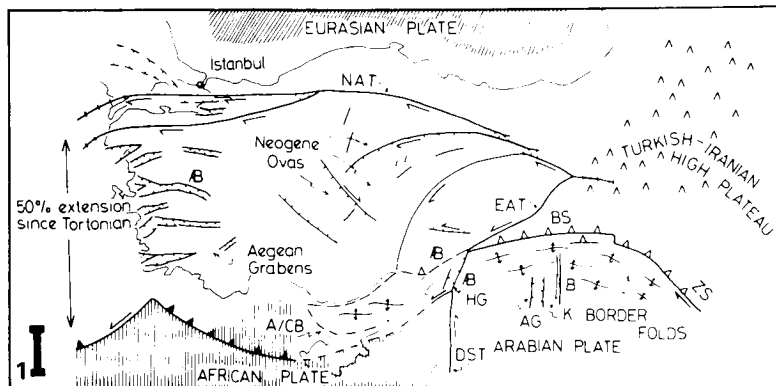 EURASIAN PLATE
Istanbul
NAT
Neogene
Ovas
TURKISH-IRANIAN
HIGH PLATEAU
50% extension
since Tortonian
EAT
BS
Aegean
Grabens
ZS
HG
B
A/CB
AG
K BORDER
FOLDS
DST
ARABIAN PLATE
AFRICAN PLATE
1